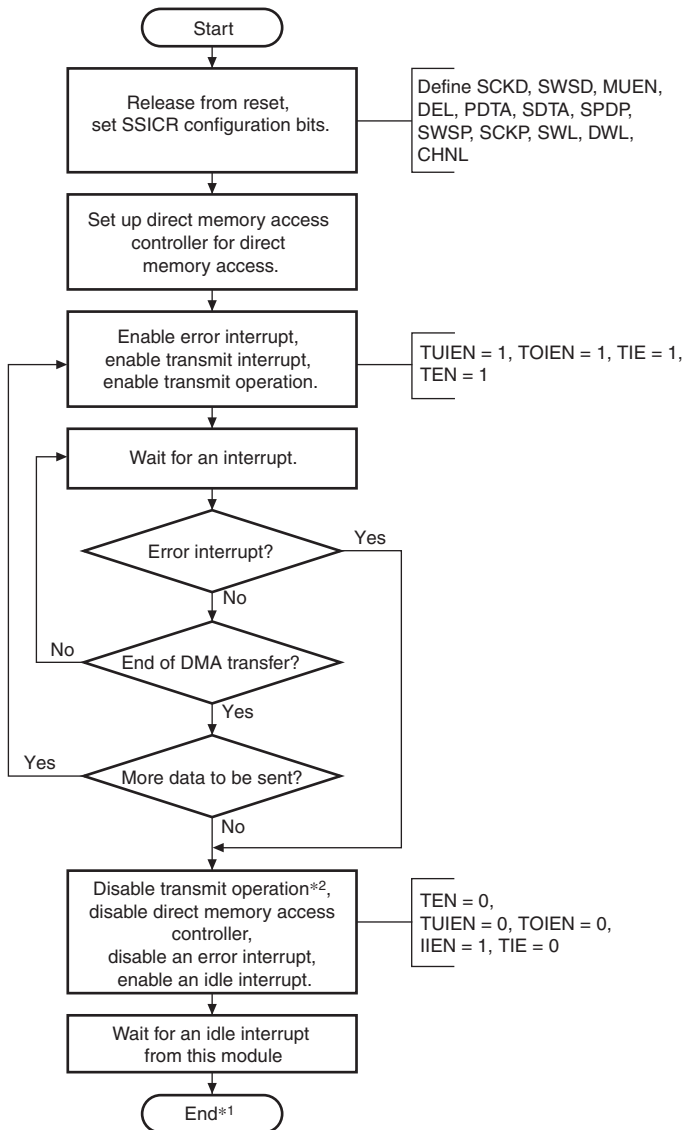 Start
Release from reset,
set SSICR configuration bits.
Define SCKD, SWSD, MUEN,
DEL, PDTA, SDTA, SPDP,
SWSP, SCKP, SWL, DWL,
CHNL
Set up direct memory access
controller for direct
memory access.
Enable error interrupt,
enable transmit interrupt,
enable transmit operation.
TUIEN = 1, TOIEN = 1, TIE = 1,
TEN = 1
Wait for an interrupt.
Error interrupt?
Yes
No
End of DMA transfer?
No
Yes
More data to be sent?
Yes
No
Disable transmit operation*2,
disable direct memory access
controller,
disable an error interrupt,
enable an idle interrupt.
TEN = 0,
TUIEN = 0, TOIEN = 0,
IIEN = 1, TIE = 0
Wait for an idle interrupt
from this module
End*1